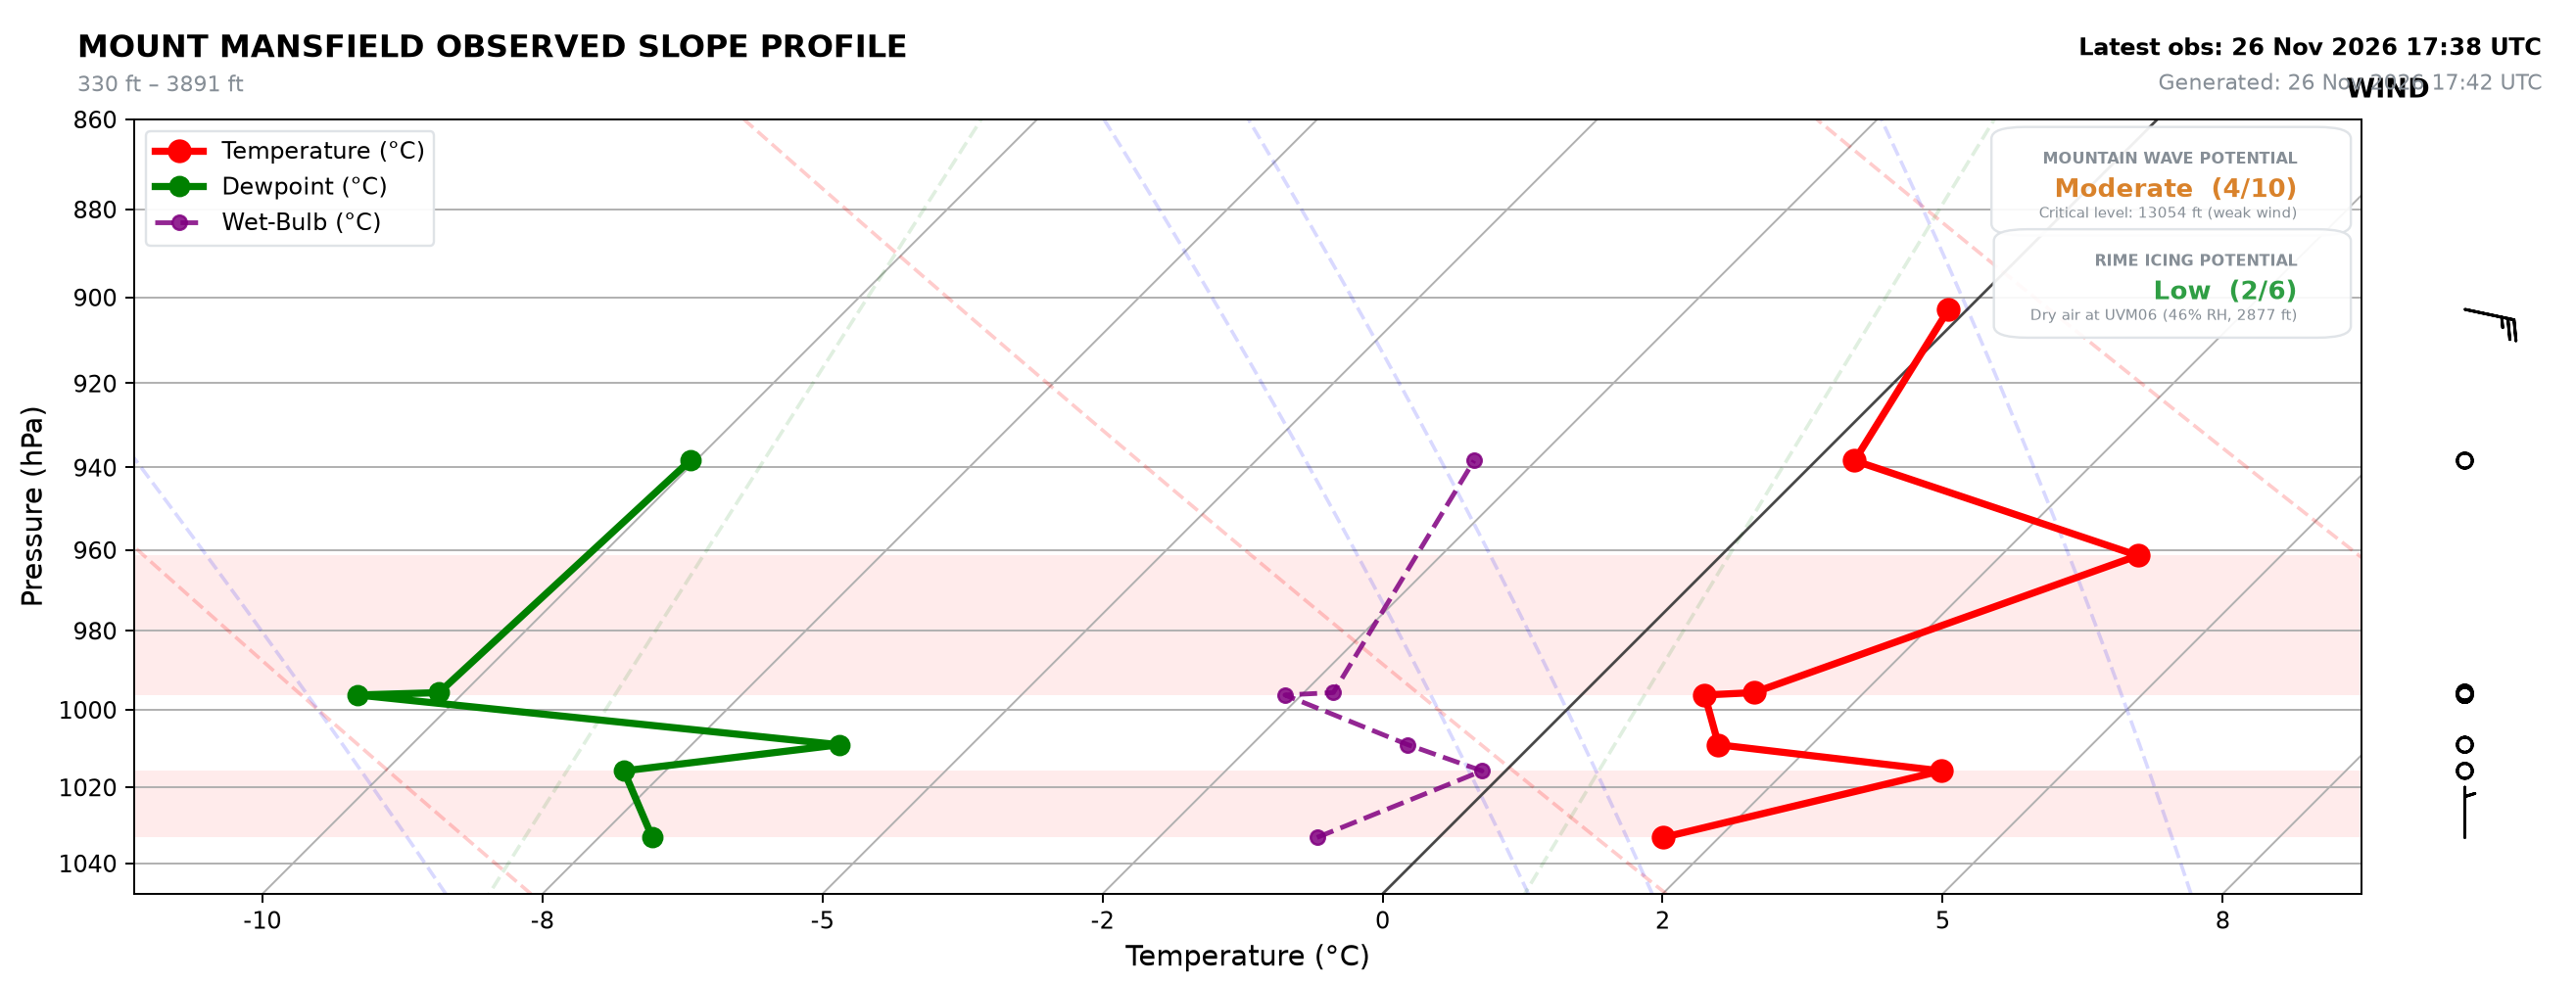 MOUNT MANSFIELD OBSERVED SLOPE PROFILE
330 ft – 3891 ft
Latest obs: 26 Nov 2026 17:38 UTC
Generated: 26 Nov 2026 17:42 UTC
WIND
Temperature (°C)
Dewpoint (°C)
Wet-Bulb (°C)
MOUNTAIN WAVE POTENTIAL
Moderate (4/10)
Critical level: 13054 ft (weak wind)
RIME ICING POTENTIAL
Low (2/6)
Dry air at UVM06 (46% RH, 2877 ft)
Pressure (hPa)
860
880
900
920
940
960
980
1000
1020
1040
-10 -8 -5 -2 0 2 5 8
Temperature (°C)